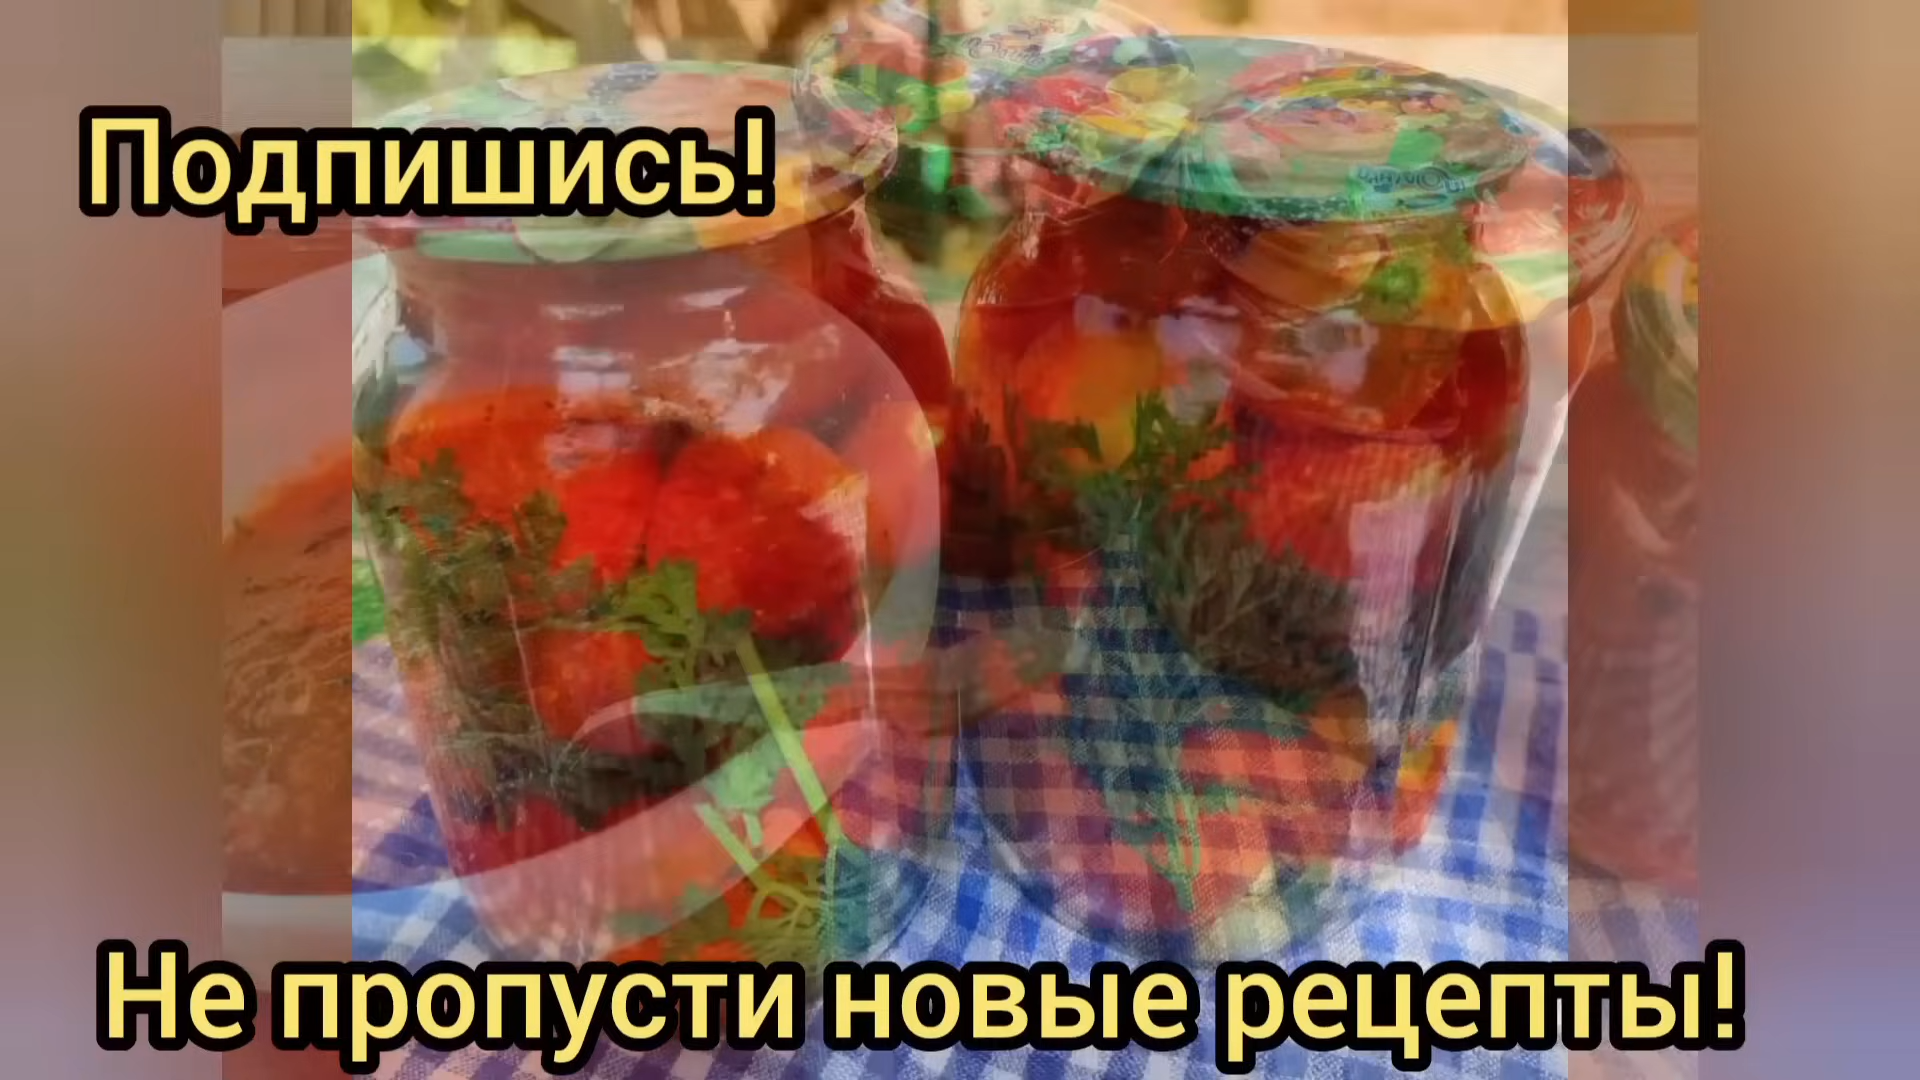 Подпишись!
Не пропусти новые рецепты!